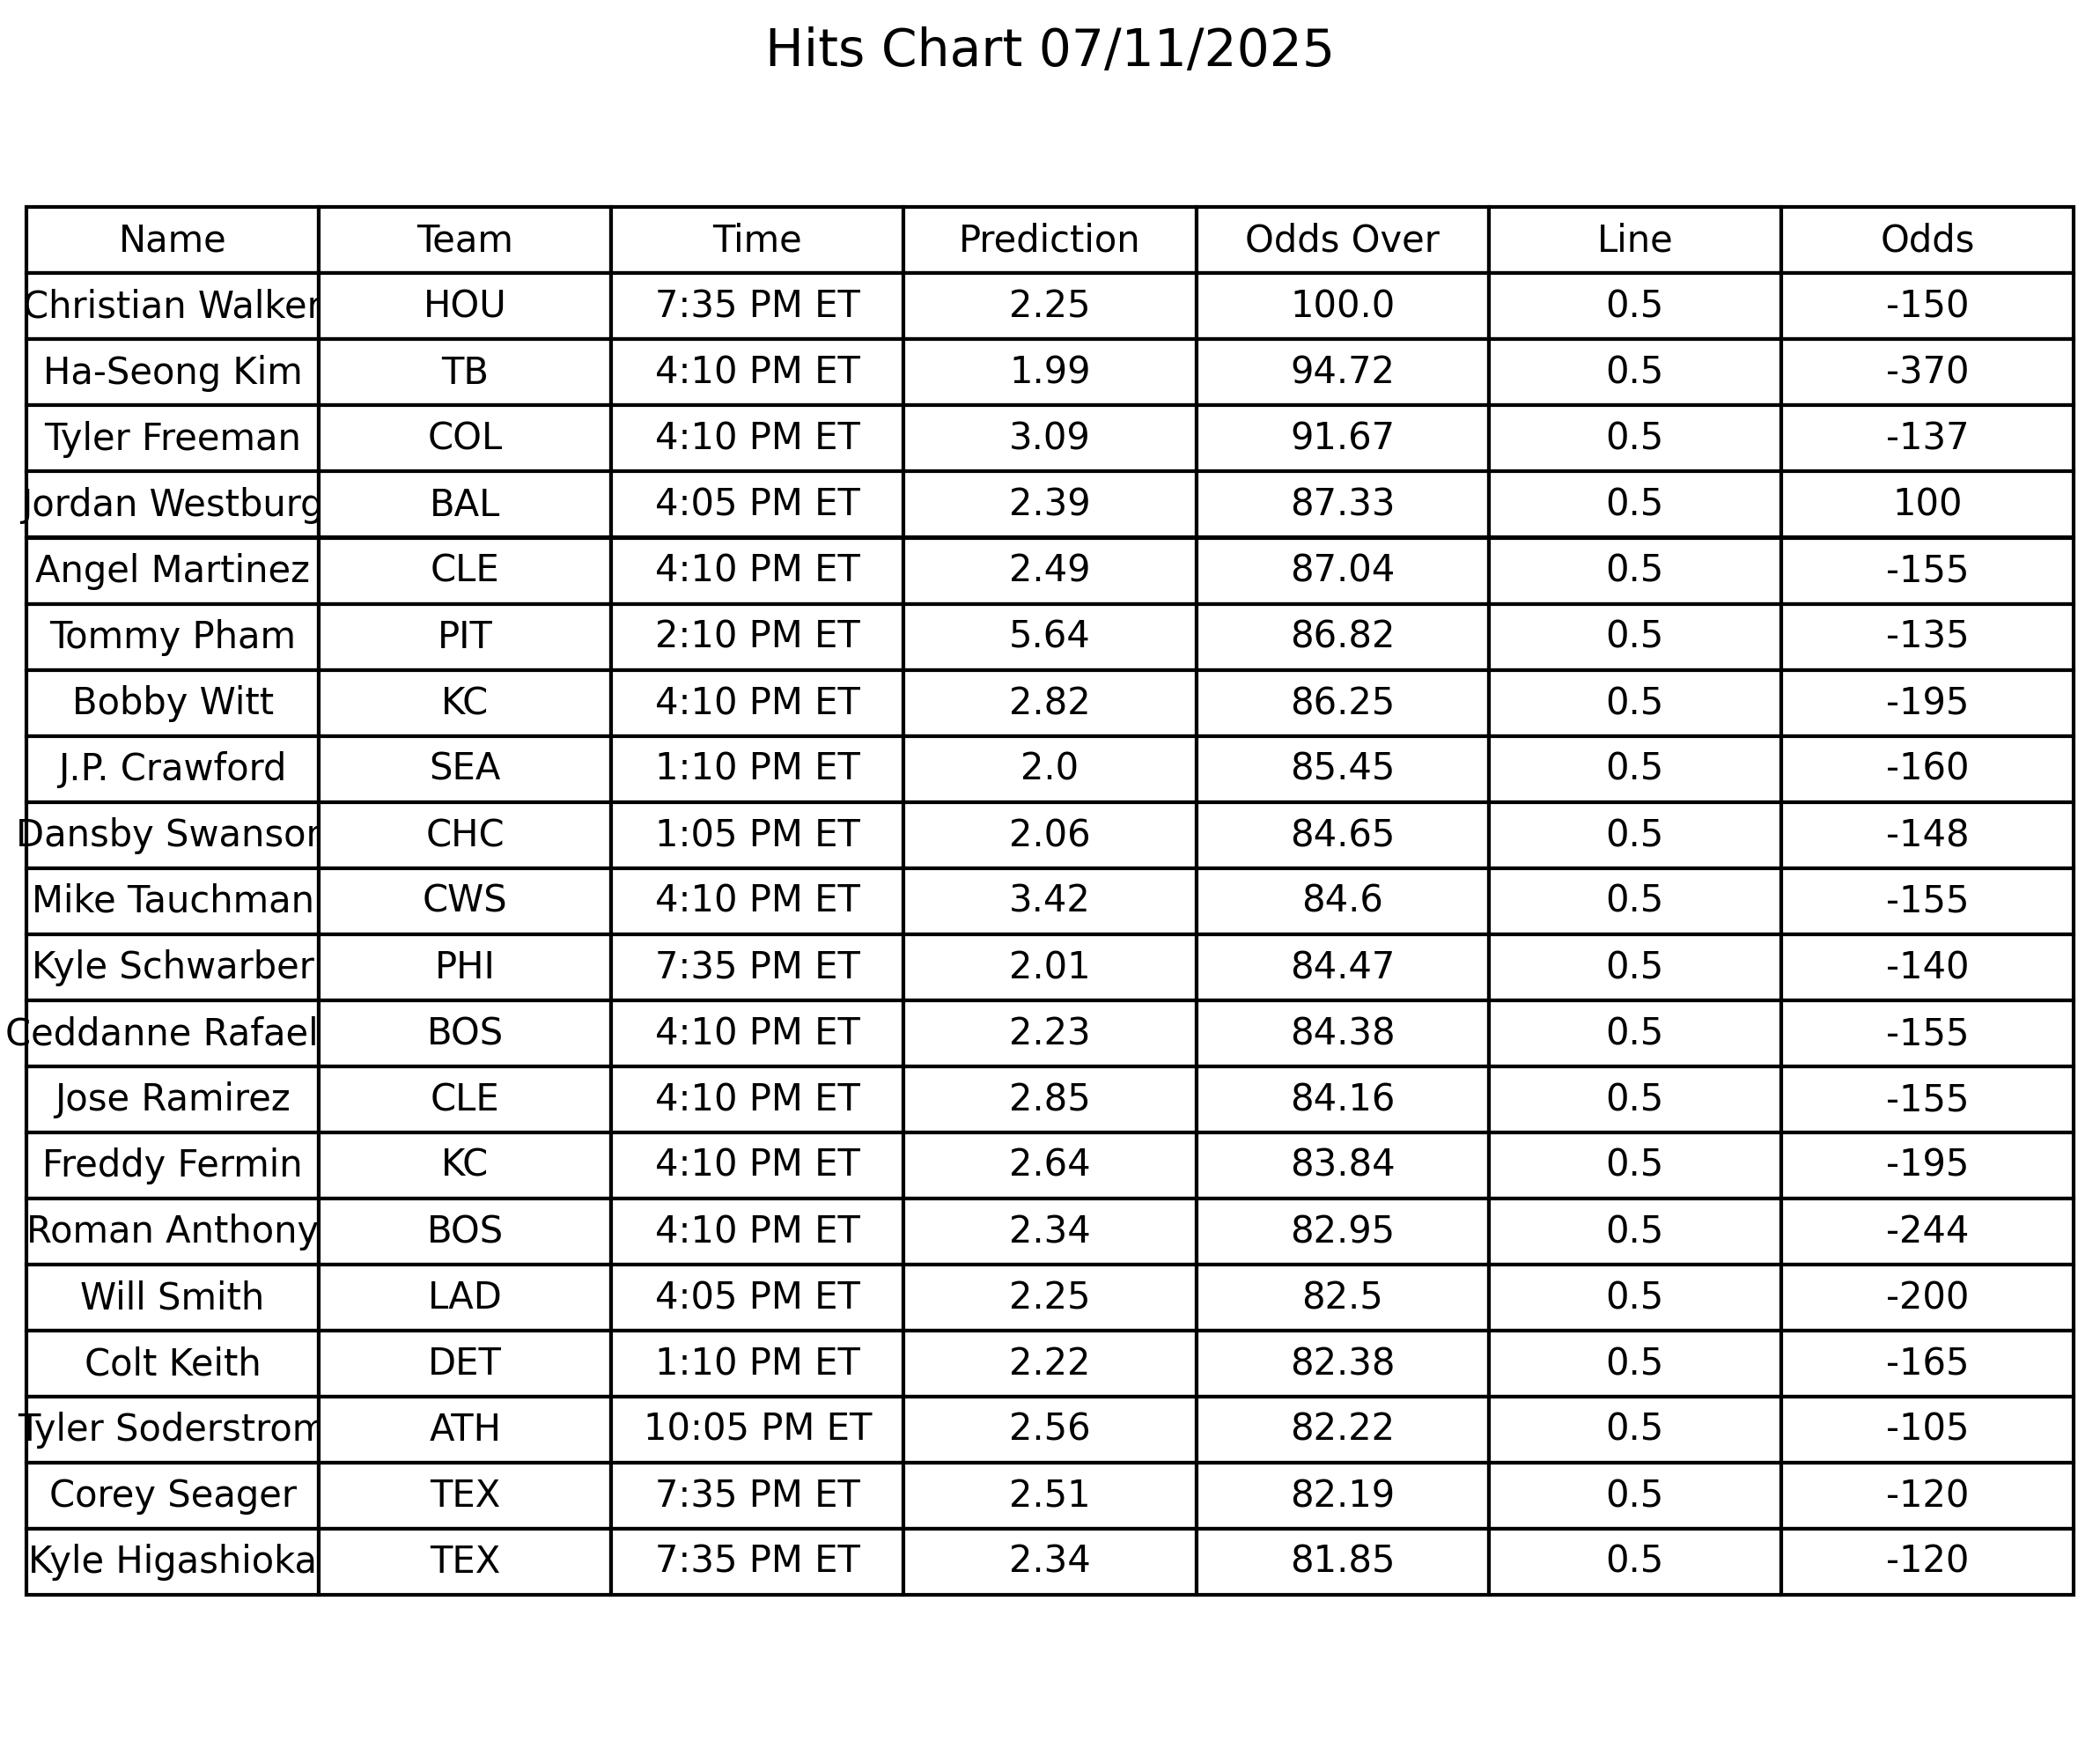 Hits Chart 07/11/2025
Name Team Time Prediction Odds Over Line Odds
Christian Walker HOU 7:35 PM ET 2.25 100.0 0.5 -150
Ha-Seong Kim TB 4:10 PM ET 1.99 94.72 0.5 -370
Tyler Freeman COL 4:10 PM ET 3.09 91.67 0.5 -137
Jordan Westburg BAL 4:05 PM ET 2.39 87.33 0.5 100
Angel Martinez CLE 4:10 PM ET 2.49 87.04 0.5 -155
Tommy Pham PIT 2:10 PM ET 5.64 86.82 0.5 -135
Bobby Witt KC 4:10 PM ET 2.82 86.25 0.5 -195
J.P. Crawford SEA 1:10 PM ET 2.0 85.45 0.5 -160
Dansby Swanson CHC 1:05 PM ET 2.06 84.65 0.5 -148
Mike Tauchman CWS 4:10 PM ET 3.42 84.6 0.5 -155
Kyle Schwarber PHI 7:35 PM ET 2.01 84.47 0.5 -140
Ceddanne Rafael BOS 4:10 PM ET 2.23 84.38 0.5 -155
Jose Ramirez CLE 4:10 PM ET 2.85 84.16 0.5 -155
Freddy Fermin KC 4:10 PM ET 2.64 83.84 0.5 -195
Roman Anthony BOS 4:10 PM ET 2.34 82.95 0.5 -244
Will Smith LAD 4:05 PM ET 2.25 82.5 0.5 -200
Colt Keith DET 1:10 PM ET 2.22 82.38 0.5 -165
Tyler Soderstrom ATH 10:05 PM ET 2.56 82.22 0.5 -105
Corey Seager TEX 7:35 PM ET 2.51 82.19 0.5 -120
Kyle Higashioka TEX 7:35 PM ET 2.34 81.85 0.5 -120